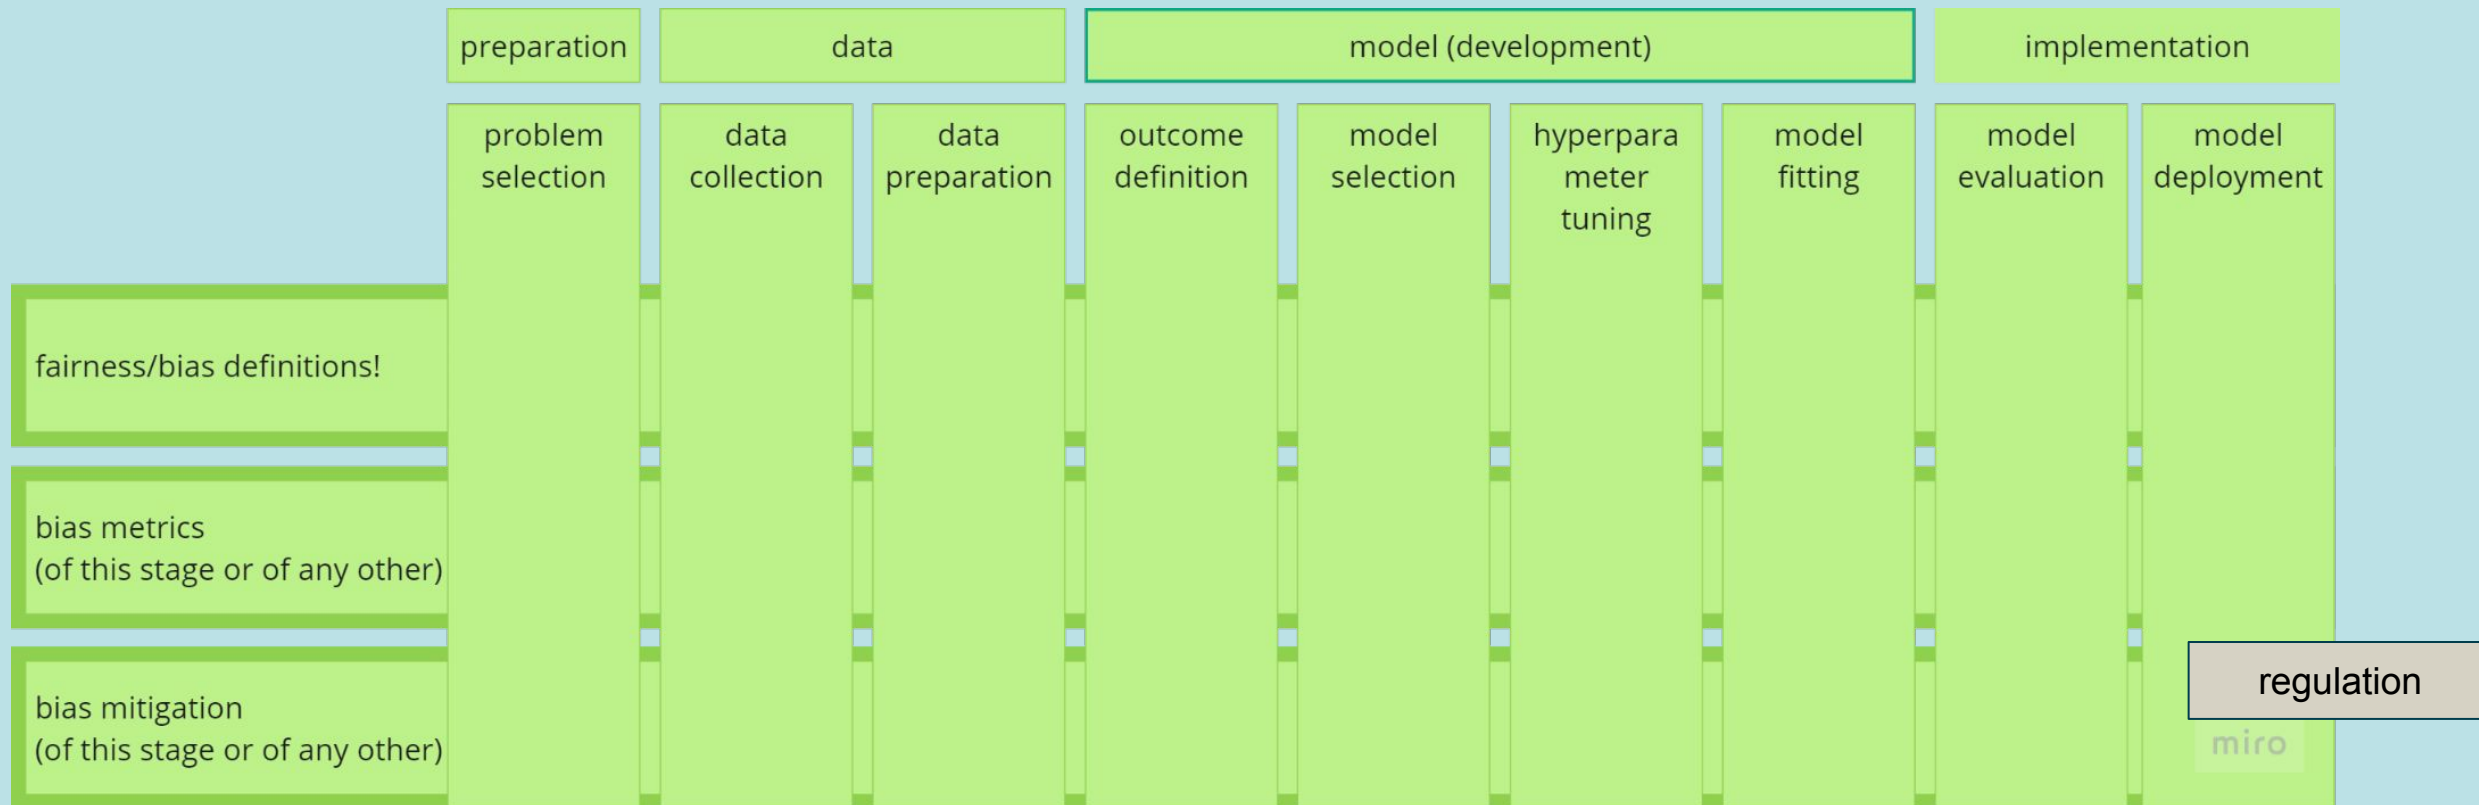 preparation
data
model (development)
implementation
problem
selection
data
collection
data
preparation
outcome
definition
model
selection
hyperpara
meter
tuning
model
fitting
model
evaluation
model
deployment
fairness/bias definitions!
bias metrics
(of this stage or of any other)
bias mitigation
(of this stage or of any other)
regulation
miro